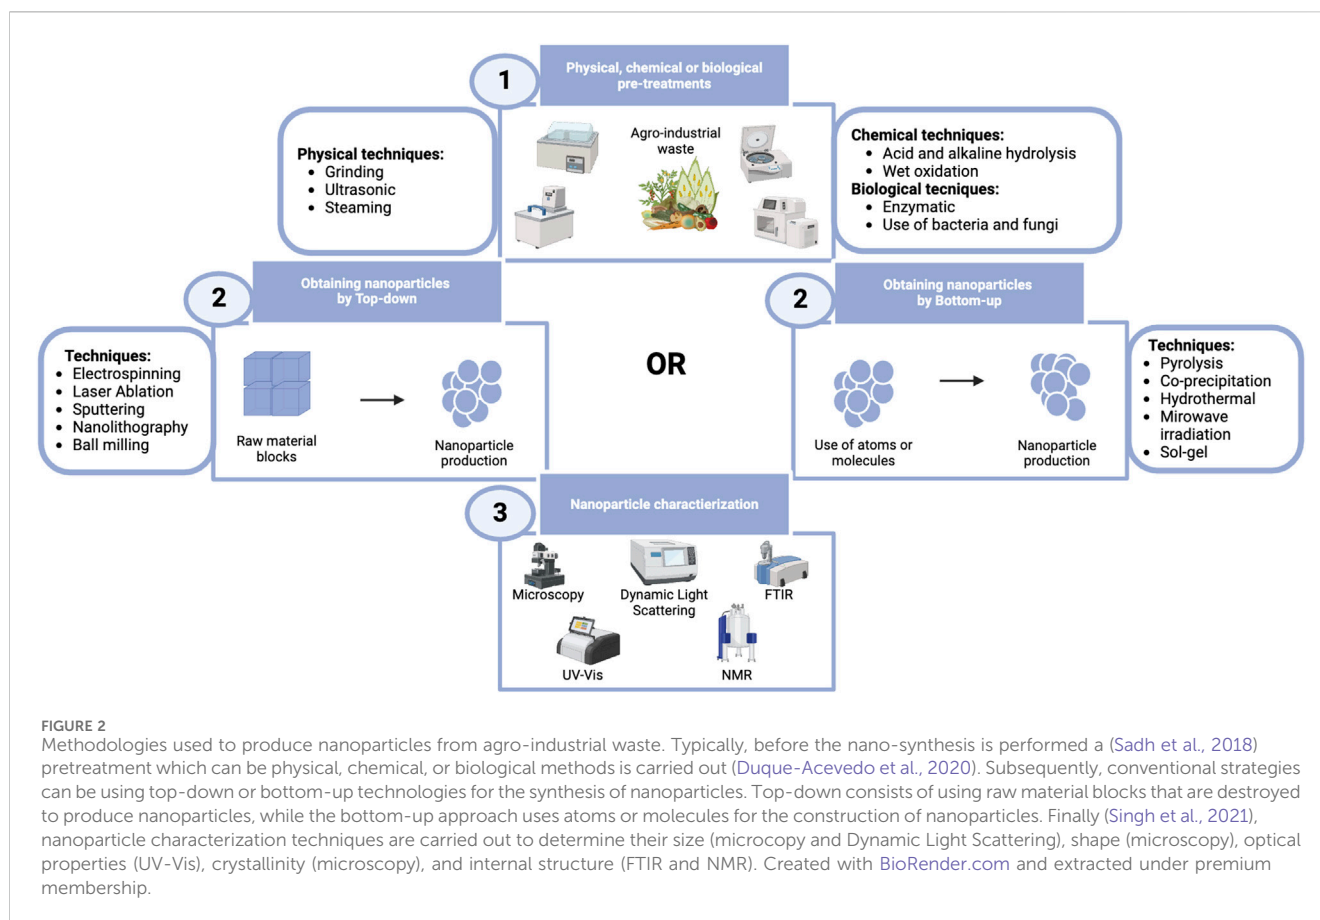 1
Physical, chemical or biological
pre-treatments
Physical techniques:
• Grinding
• Ultrasonic
• Steaming
Agro-industrial
waste
Chemical techniques:
• Acid and alkaline hydrolysis
• Wet oxidation
Biological tecniques:
• Enzymatic
• Use of bacteria and fungi
2
Obtaining nanoparticles
by Top-down
Techniques:
• Electrospinning
• Laser Ablation
• Sputtering
• Nanolithography
• Ball milling
Raw material
blocks
Nanoparticle
production
OR
2
Obtaining nanoparticles
by Bottom-up
Use of atoms or
molecules
Nanoparticle
production
Techniques:
• Pyrolysis
• Co-precipitation
• Hydrothermal
• Mirowave
irradiation
• Sol-gel
3
Nanoparticle charactierization
Microscopy
Dynamic Light
Scattering
FTIR
UV-Vis
NMR
FIGURE 2
Methodologies used to produce nanoparticles from agro-industrial waste. Typically, before the nano-synthesis is performed a (Sadh et al., 2018)
pretreatment which can be physical, chemical, or biological methods is carried out (Duque-Acevedo et al., 2020). Subsequently, conventional strategies
can be using top-down or bottom-up technologies for the synthesis of nanoparticles. Top-down consists of using raw material blocks that are destroyed
to produce nanoparticles, while the bottom-up approach uses atoms or molecules for the construction of nanoparticles. Finally (Singh et al., 2021),
nanoparticle characterization techniques are carried out to determine their size (microcopy and Dynamic Light Scattering), shape (microscopy), optical
properties (UV-Vis), crystallinity (microscopy), and internal structure (FTIR and NMR). Created with BioRender.com and extracted under premium
membership.